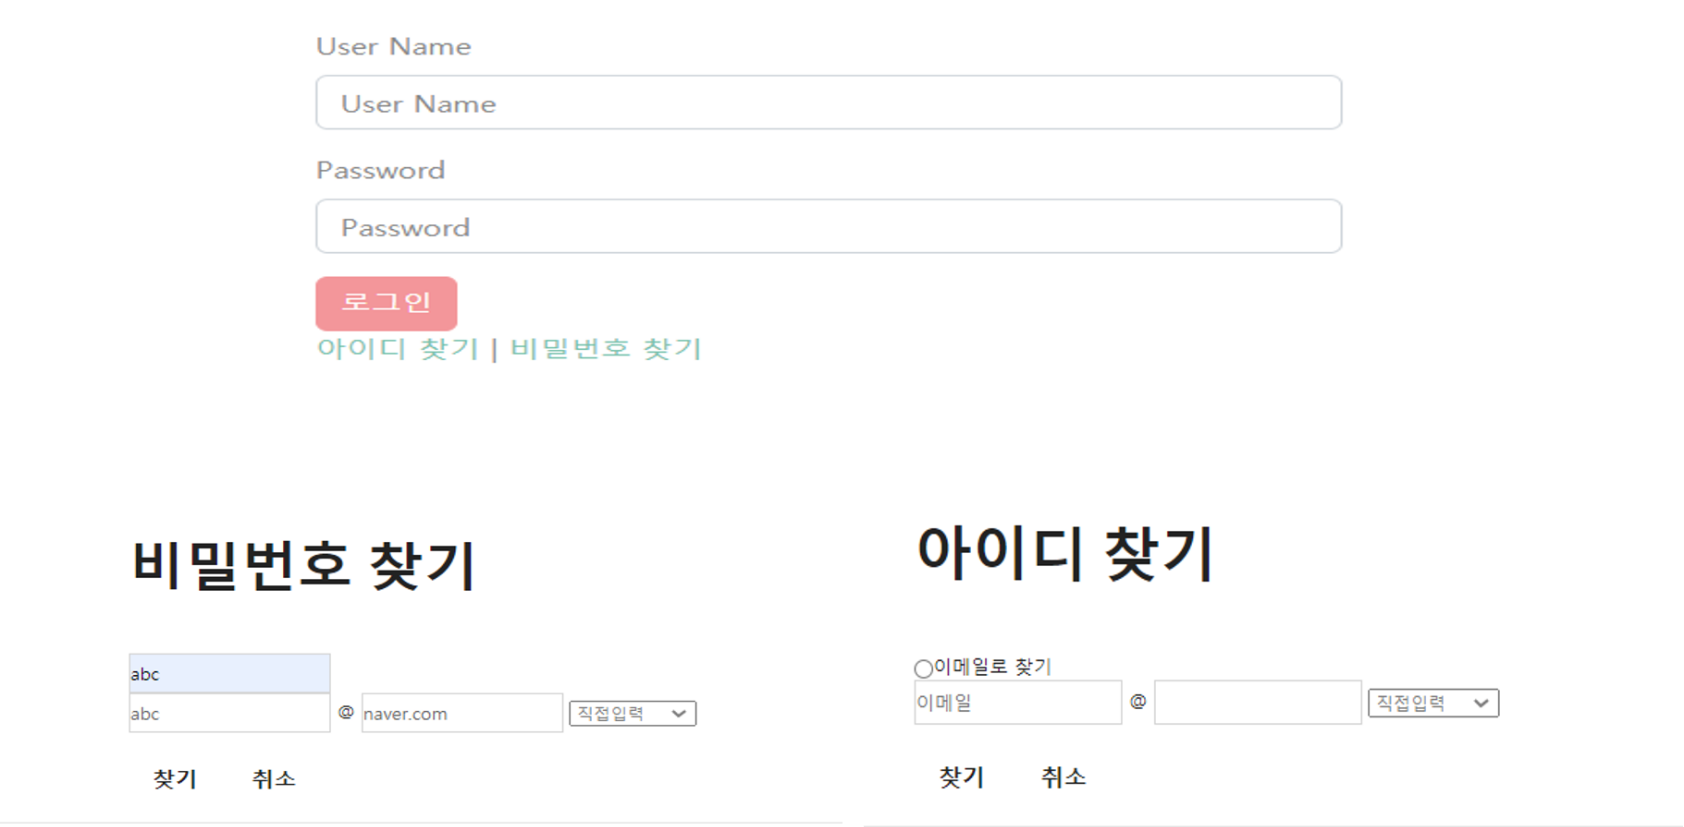 User Name
User Name
Password
Password
로그인
아이디 찾기 | 비밀번호 찾기
비밀번호 찾기
abc
abc @ naver.com 직접입력
찾기 취소
아이디 찾기
이메일로 찾기
이메일 @ 직접입력
찾기 취소